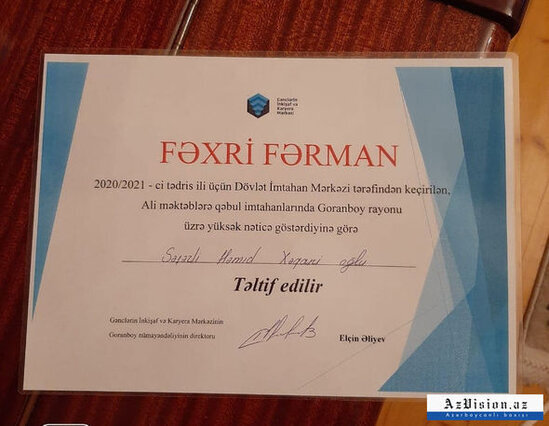 Gənclərin
İnkişaf və
Karyera
Mərkəzi
FƏXRİ FƏRMAN
2020/2021 - ci tədris ili üçün Dövlət İmtahan Mərkəzi tərəfindən keçirilən,
Ali məktəblərə qəbul imtahanlarında Goranboy rayonu
üzrə yüksək nəticə göstərdiyinə görə
Səfərli Həmid Xəqani oğlu
Təltif edilir
Gənclərin İnkişaf və Karyera Mərkəzinin
Goranboy nümayəndəliyinin direktoru
Elçin Əliyev
AzVision.az
Azərbaycanlı baxışı